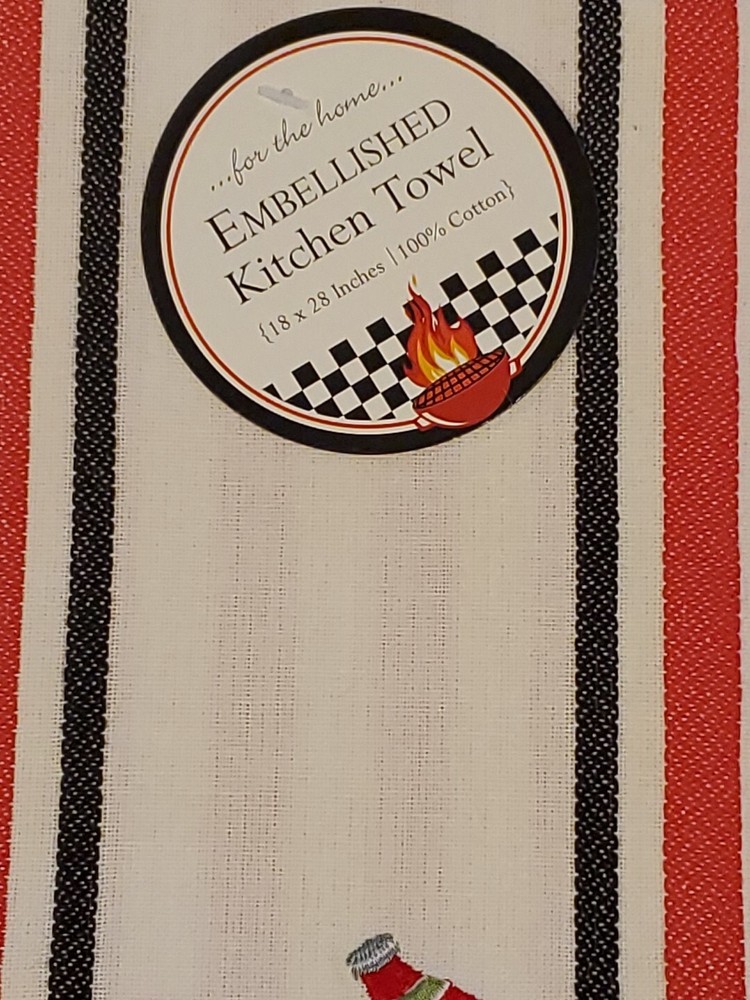 ...for the home...
EMBELLISHED
Kitchen Towel
{18 x 28 Inches | 100% Cotton}